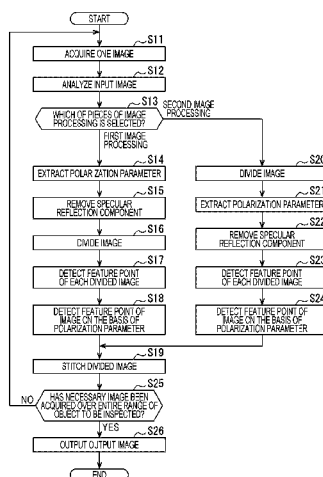 START
S11
ACQUIRE ONE IMAGE
S12
ANALYZE INPUT IMAGE
S13
WHICH OF PIECES OF IMAGE
PROCESSING IS SELECTED?
SECOND IMAGE
PROCESSING
FIRST IMAGE
PROCESSING
S14
EXTRACT POLARIZATION PARAMETER
S15
REMOVE SPECULAR
REFLECTION COMPONENT
S16
DIVIDE IMAGE
S17
DETECT FEATURE POINT
OF EACH DIVIDED IMAGE
S18
DETECT FEATURE POINT OF
IMAGE ON THE BASIS OF
POLARIZATION PARAMETER
S20
DIVIDE IMAGE
S21
EXTRACT POLARIZATION PARAMETER
S22
REMOVE SPECULAR
REFLECTION COMPONENT
S23
DETECT FEATURE POINT
OF EACH DIVIDED IMAGE
S24
DETECT FEATURE POINT OF
IMAGE ON THE BASIS OF
POLARIZATION PARAMETER
S19
STITCH DIVIDED IMAGE
S25
HAS NECESSARY IMAGE BEEN
ACQUIRED OVER ENTIRE RANGE OF
OBJECT TO BE INSPECTED?
NO
YES
S26
OUTPUT OUTPUT IMAGE
END